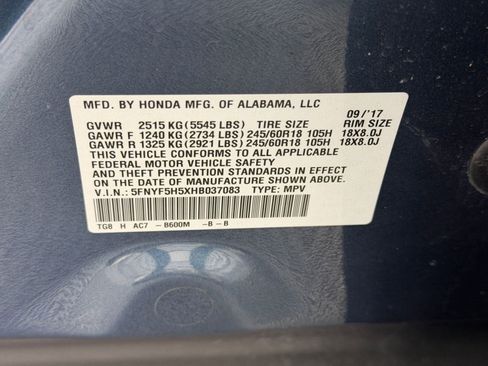 MFD. BY HONDA MFG. OF ALABAMA, LLC 09/'17
GVWR 2515 KG (5545 LBS) TIRE SIZE RIM SIZE
GAWR F 1240 KG (2734 LBS) 245/60R18 105H 18X8.0J
GAWR R 1325 KG (2921 LBS) 245/60R18 105H 18X8.0J
THIS VEHICLE CONFORMS TO ALL APPLICABLE
FEDERAL MOTOR VEHICLE SAFETY
AND THEFT PREVENTION STANDARDS IN EFFECT
ON THE DATE OF MANUFACTURE SHOWN ABOVE.
V.I.N.: 5FNYF5H5XHB037083 TYPE: MPV
TG8 H AC7 -B600M -B-B